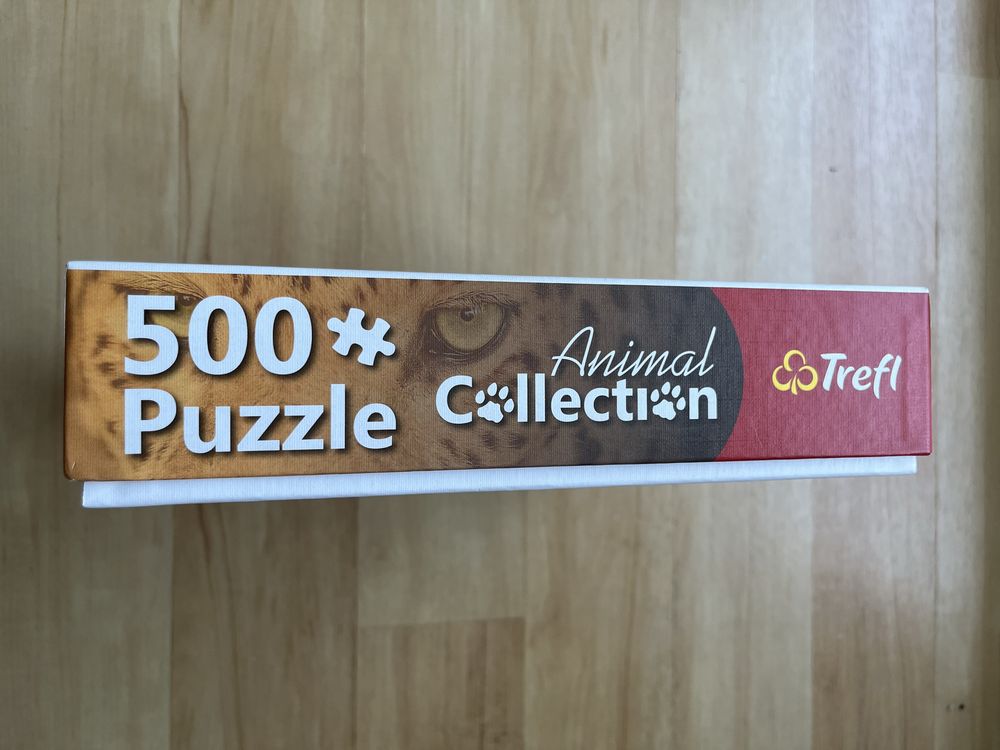 500
Puzzle
Animal
Collection
Trefl